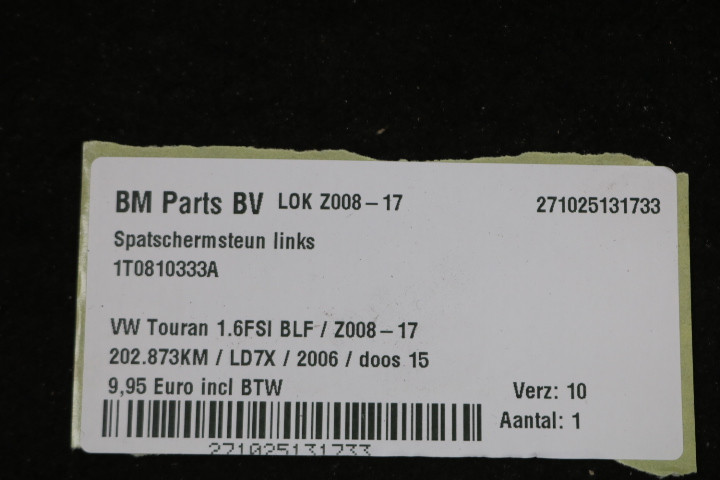 BM Parts BV LOK Z008-17 271025131733
Spatschermsteun links
1T0810333A
VW Touran 1.6FSI BLF / Z008-17
202.873KM / LD7X / 2006 / doos 15
9,95 Euro incl BTW Verz: 10
Aantal: 1
271025131733